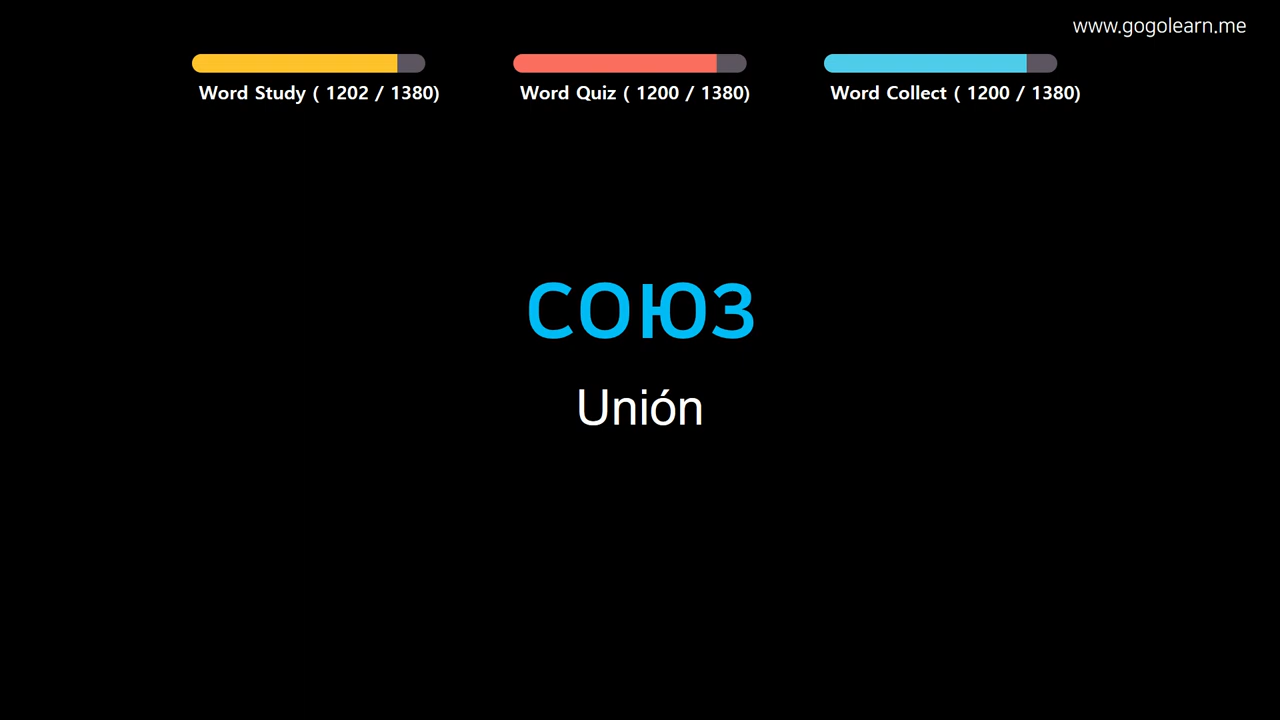 www.gogolearn.me
Word Study ( 1202 / 1380)
Word Quiz ( 1200 / 1380)
Word Collect ( 1200 / 1380)
союз
Unión